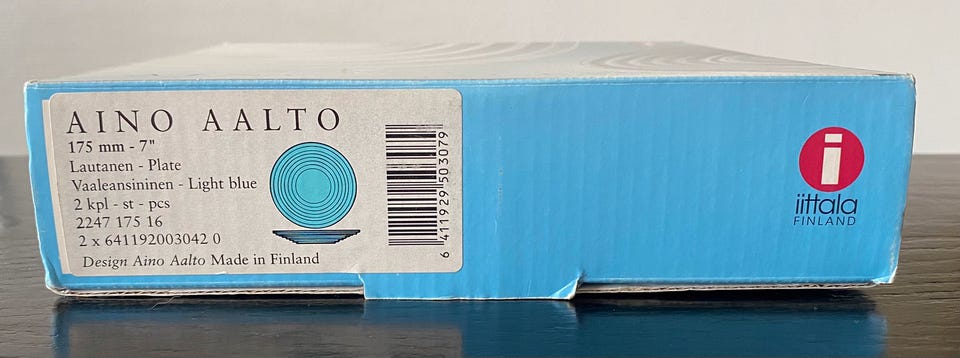 AINO AALTO
175 mm - 7"
Lautanen - Plate
Vaaleansininen - Light blue
2 kpl - st - pcs
2247 175 16
2 x 641192003042 0
Design Aino Aalto Made in Finland
6 411929 503079
i
iittala
FINLAND